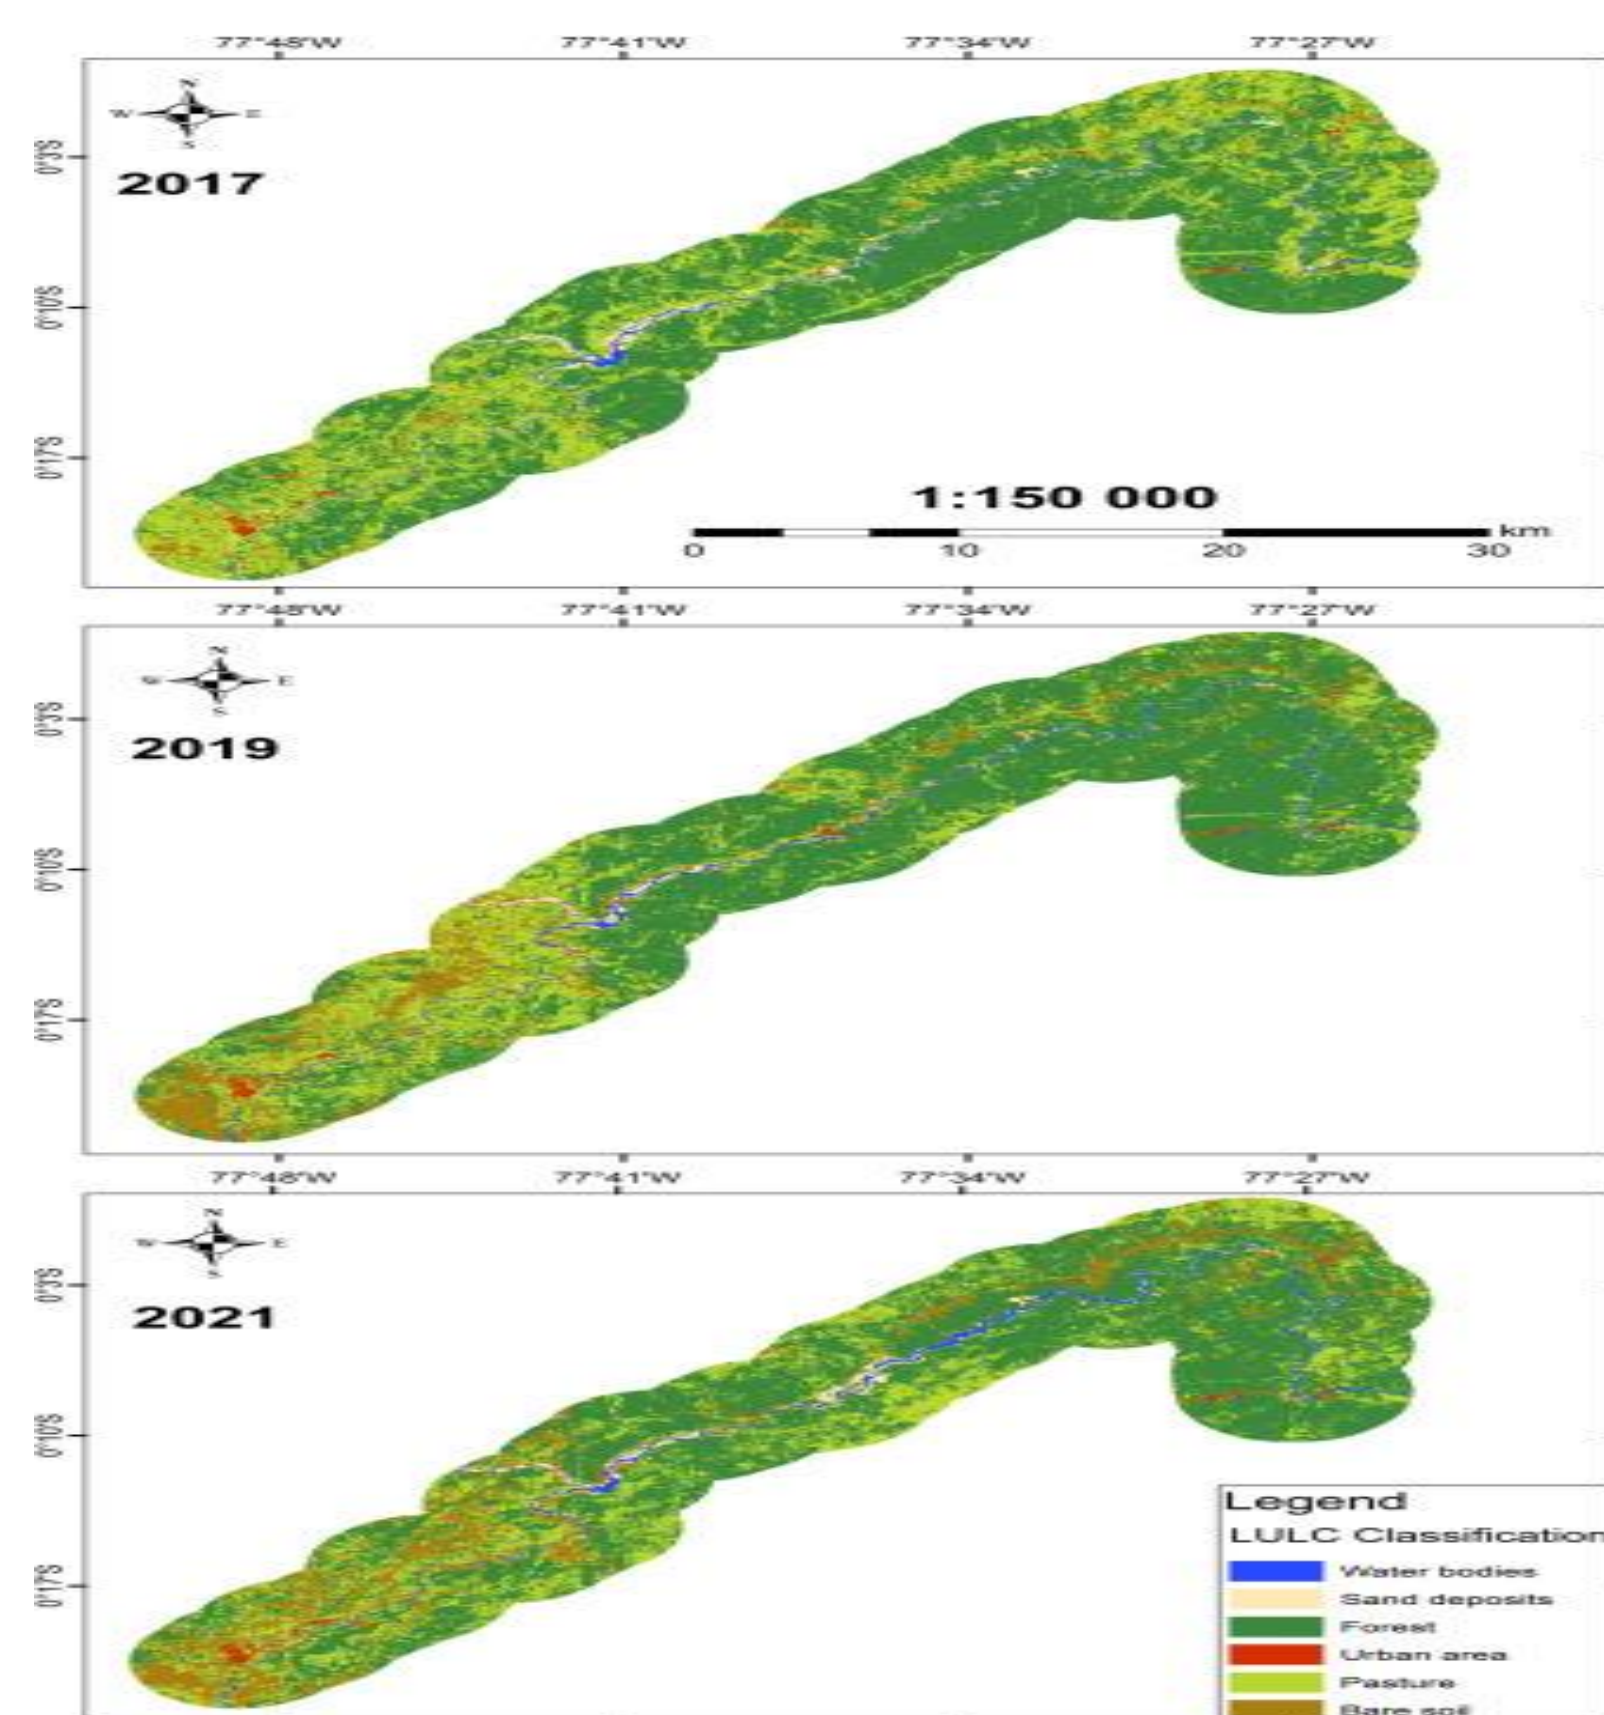 77°48'W 77°41'W 77°34'W 77°27'W
N
W E
S
2017
0°3'S
0°10'S
0°17'S
1:150 000
km
0 10 20 30
77°48'W 77°41'W 77°34'W 77°27'W
N
W E
S
2019
0°3'S
0°10'S
0°17'S
77°48'W 77°41'W 77°34'W 77°27'W
N
W E
S
2021
0°3'S
0°10'S
0°17'S
Legend
LULC Classification
Water bodies
Sand deposits
Forest
Urban area
Pasture
Bare soil